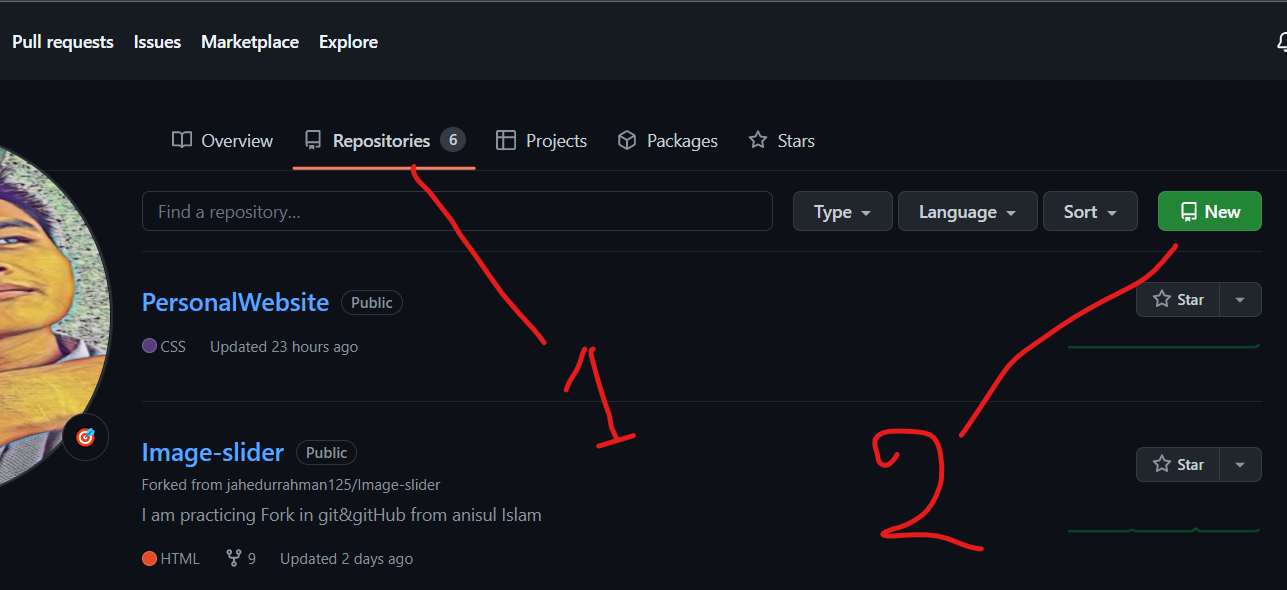 Pull requests Issues Marketplace Explore
Overview Repositories 6 Projects Packages Stars
Find a repository... Type Language Sort New
PersonalWebsite Public Star
CSS Updated 23 hours ago
1
2
Image-slider Public Star
Forked from jahedurrahman125/Image-slider
I am practicing Fork in git&gitHub from anisul Islam
HTML 9 Updated 2 days ago